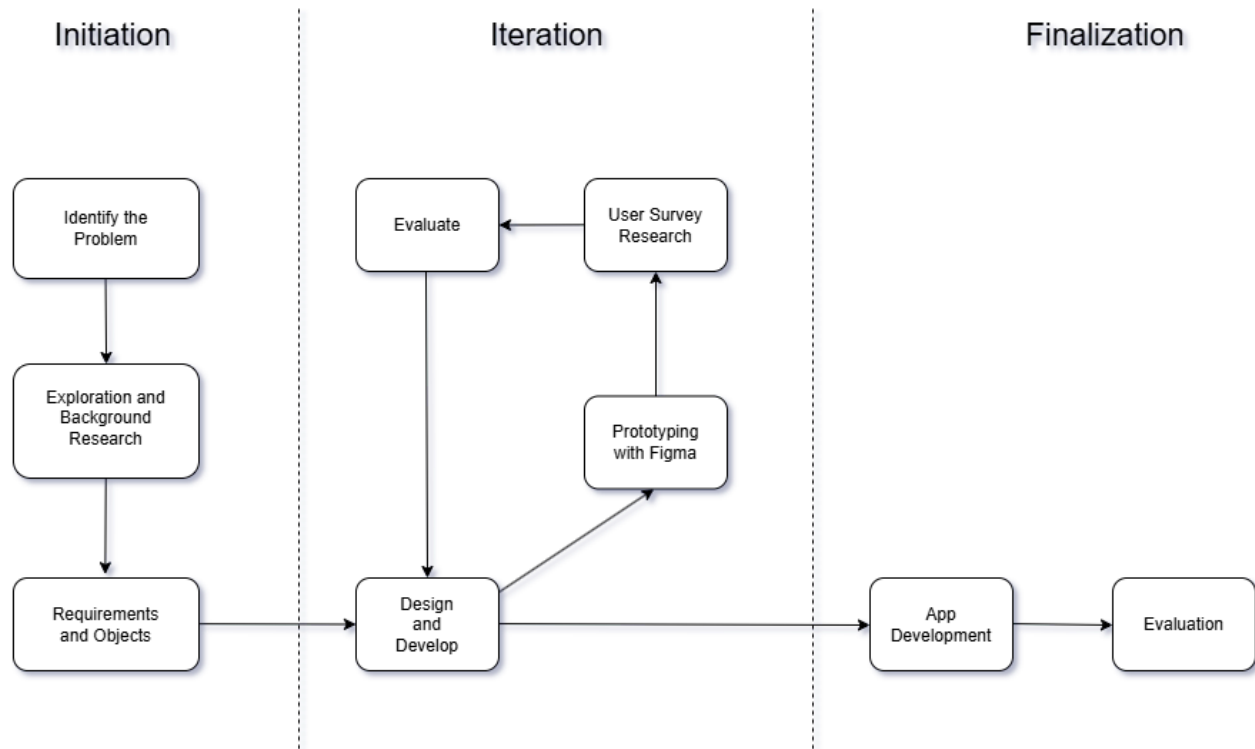 Initiation
Iteration
Finalization
Identify the
Problem
Exploration and
Background
Research
Requirements
and Objects
Evaluate
User Survey
Research
Prototyping
with Figma
Design
and
Develop
App
Development
Evaluation